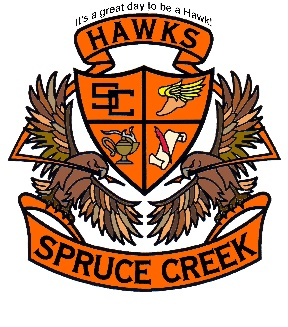 It's a great day to be a Hawk!
HAWKS
SC
SPRUCE CREEK